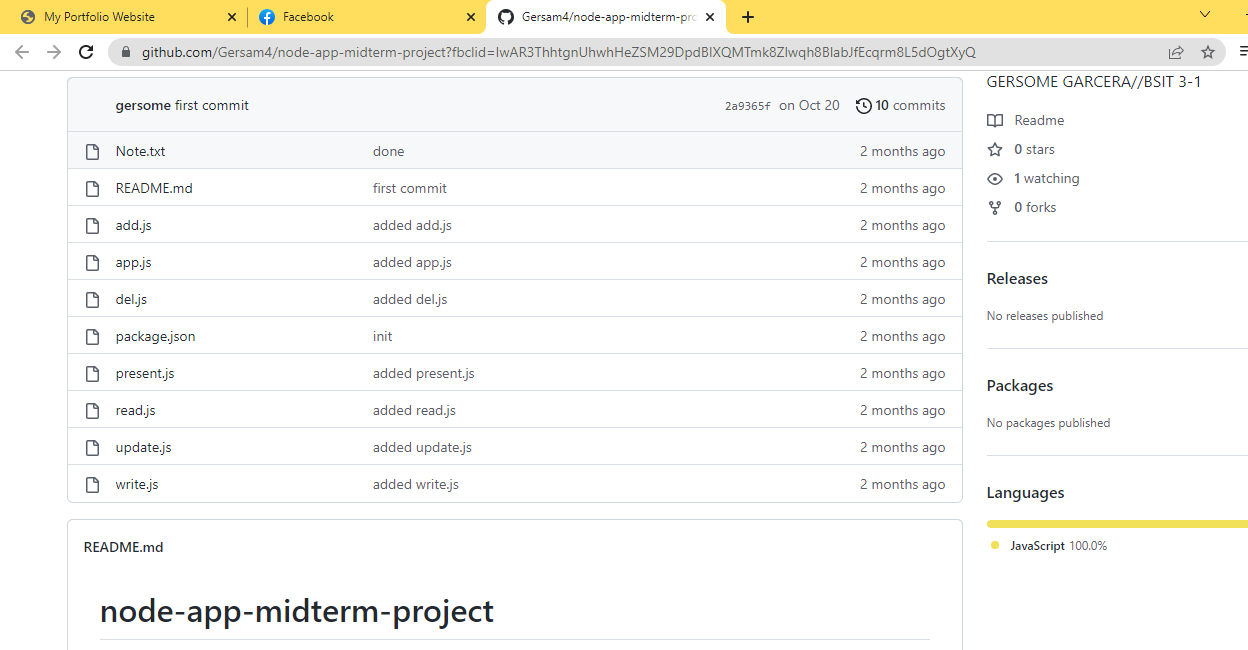 My Portfolio Website
Facebook
Gersam4/node-app-midterm-pro
github.com/Gersam4/node-app-midterm-project?fbclid=IwAR3ThhtgnUhwhHeZSM29DpdBIXQMTmk8ZIwqh8BlabJfEcqrm8L5dOgtXyQ
gersome first commit 2a9365f on Oct 20 10 commits
Note.txt done 2 months ago
README.md first commit 2 months ago
add.js added add.js 2 months ago
app.js added app.js 2 months ago
del.js added del.js 2 months ago
package.json init 2 months ago
present.js added present.js 2 months ago
read.js added read.js 2 months ago
update.js added update.js 2 months ago
write.js added write.js 2 months ago
README.md
node-app-midterm-project
GERSOME GARCERA//BSIT 3-1
Readme
0 stars
1 watching
0 forks
Releases
No releases published
Packages
No packages published
Languages
JavaScript 100.0%